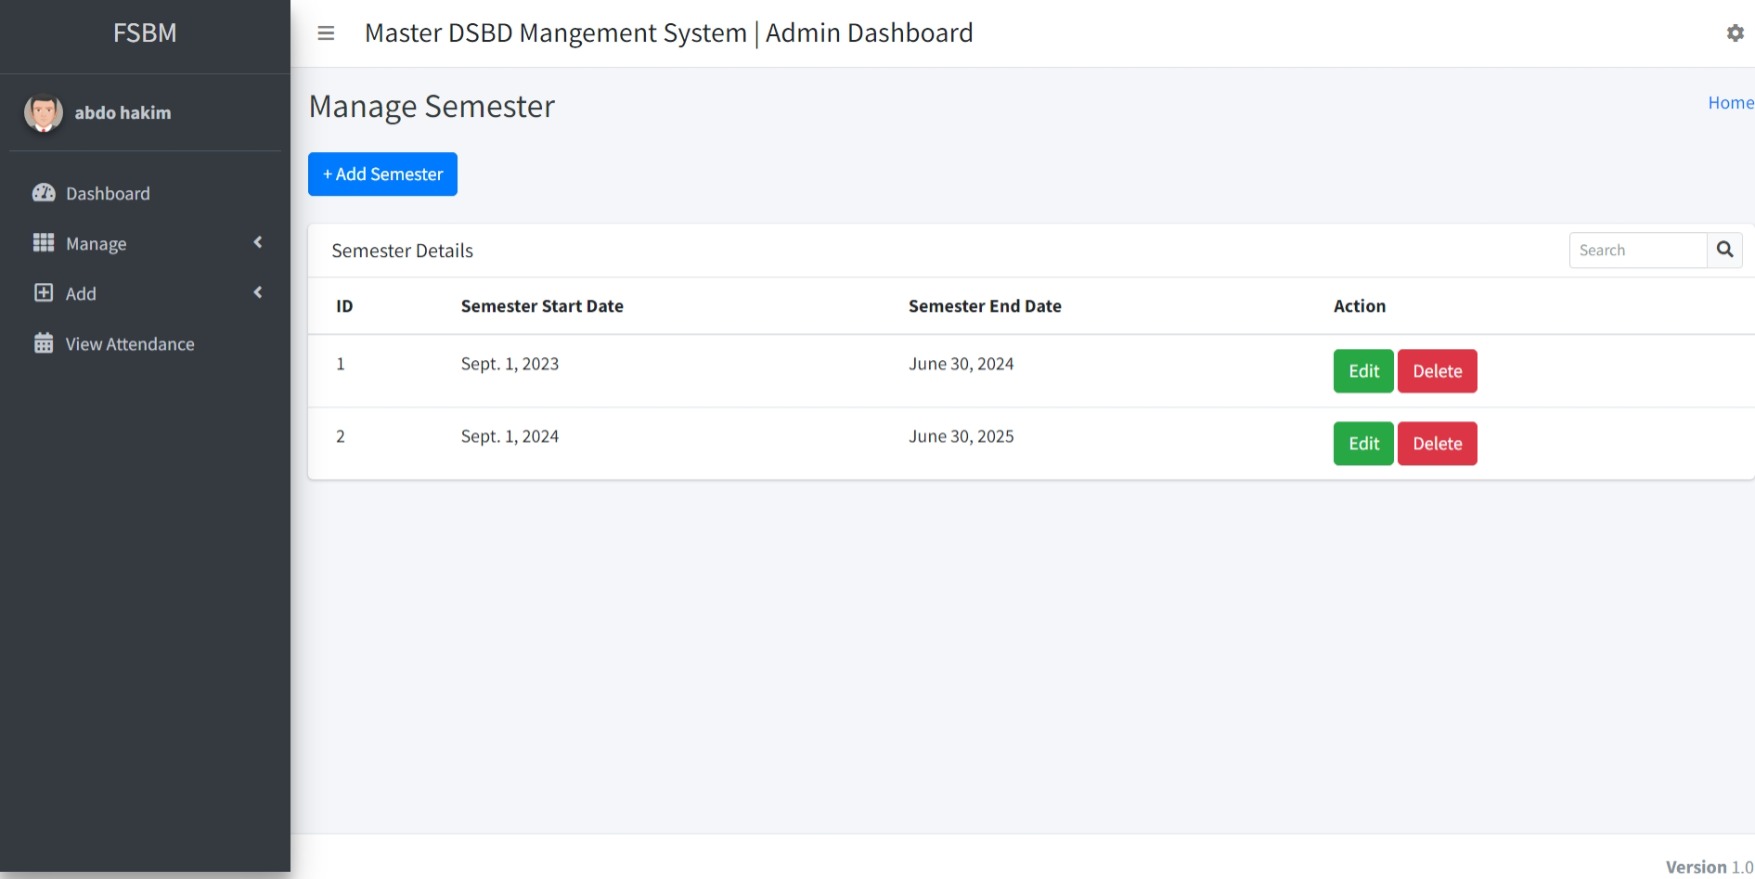 FSBM
Master DSBD Mangement System | Admin Dashboard
abdo hakim
Dashboard
Manage
Add
View Attendance
Manage Semester
Home
+ Add Semester
Semester Details
Search
ID Semester Start Date Semester End Date Action
1 Sept. 1, 2023 June 30, 2024 Edit Delete
2 Sept. 1, 2024 June 30, 2025 Edit Delete
Version 1.0